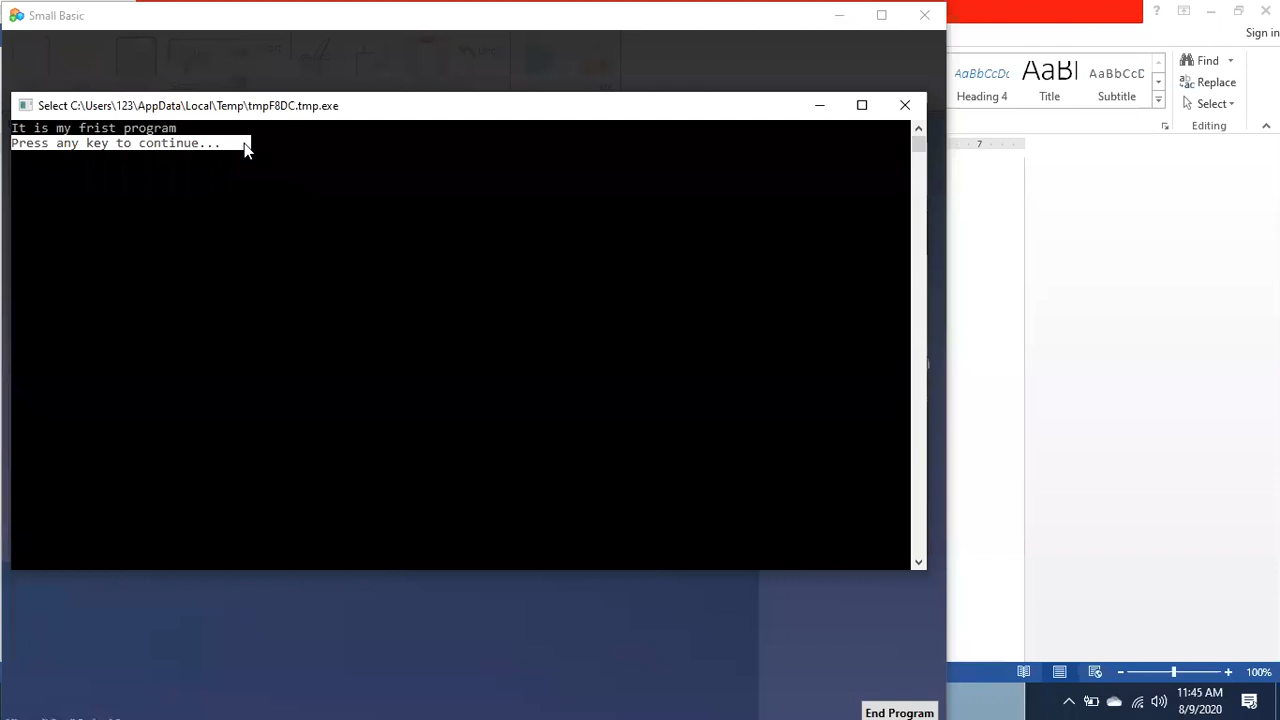 Small Basic
Sign in
Select C:\Users\123\AppData\Local\Temp\tmpF8DC.tmp.exe
It is my frist program
Press any key to continue...
AaBbCcDc
AaBl
AaBbCcD
Heading 4
Title
Subtitle
Find
Replace
Select
Editing
7
100%
End Program
11:45 AM
8/9/2020